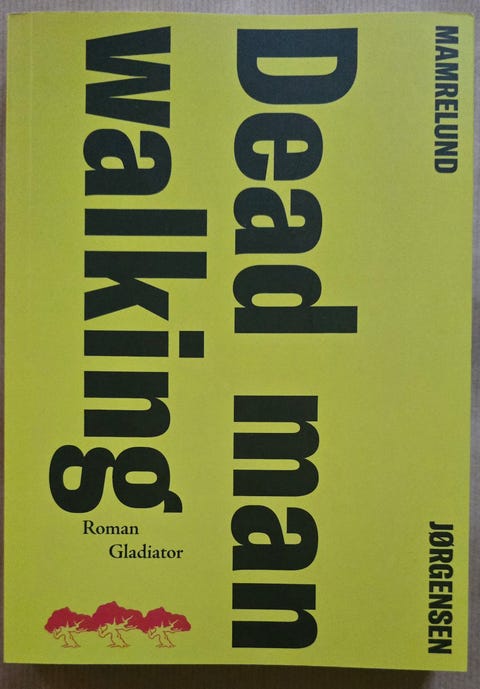 MAMRELUND JØRGENSEN
Dead man
walking
Roman
Gladiator